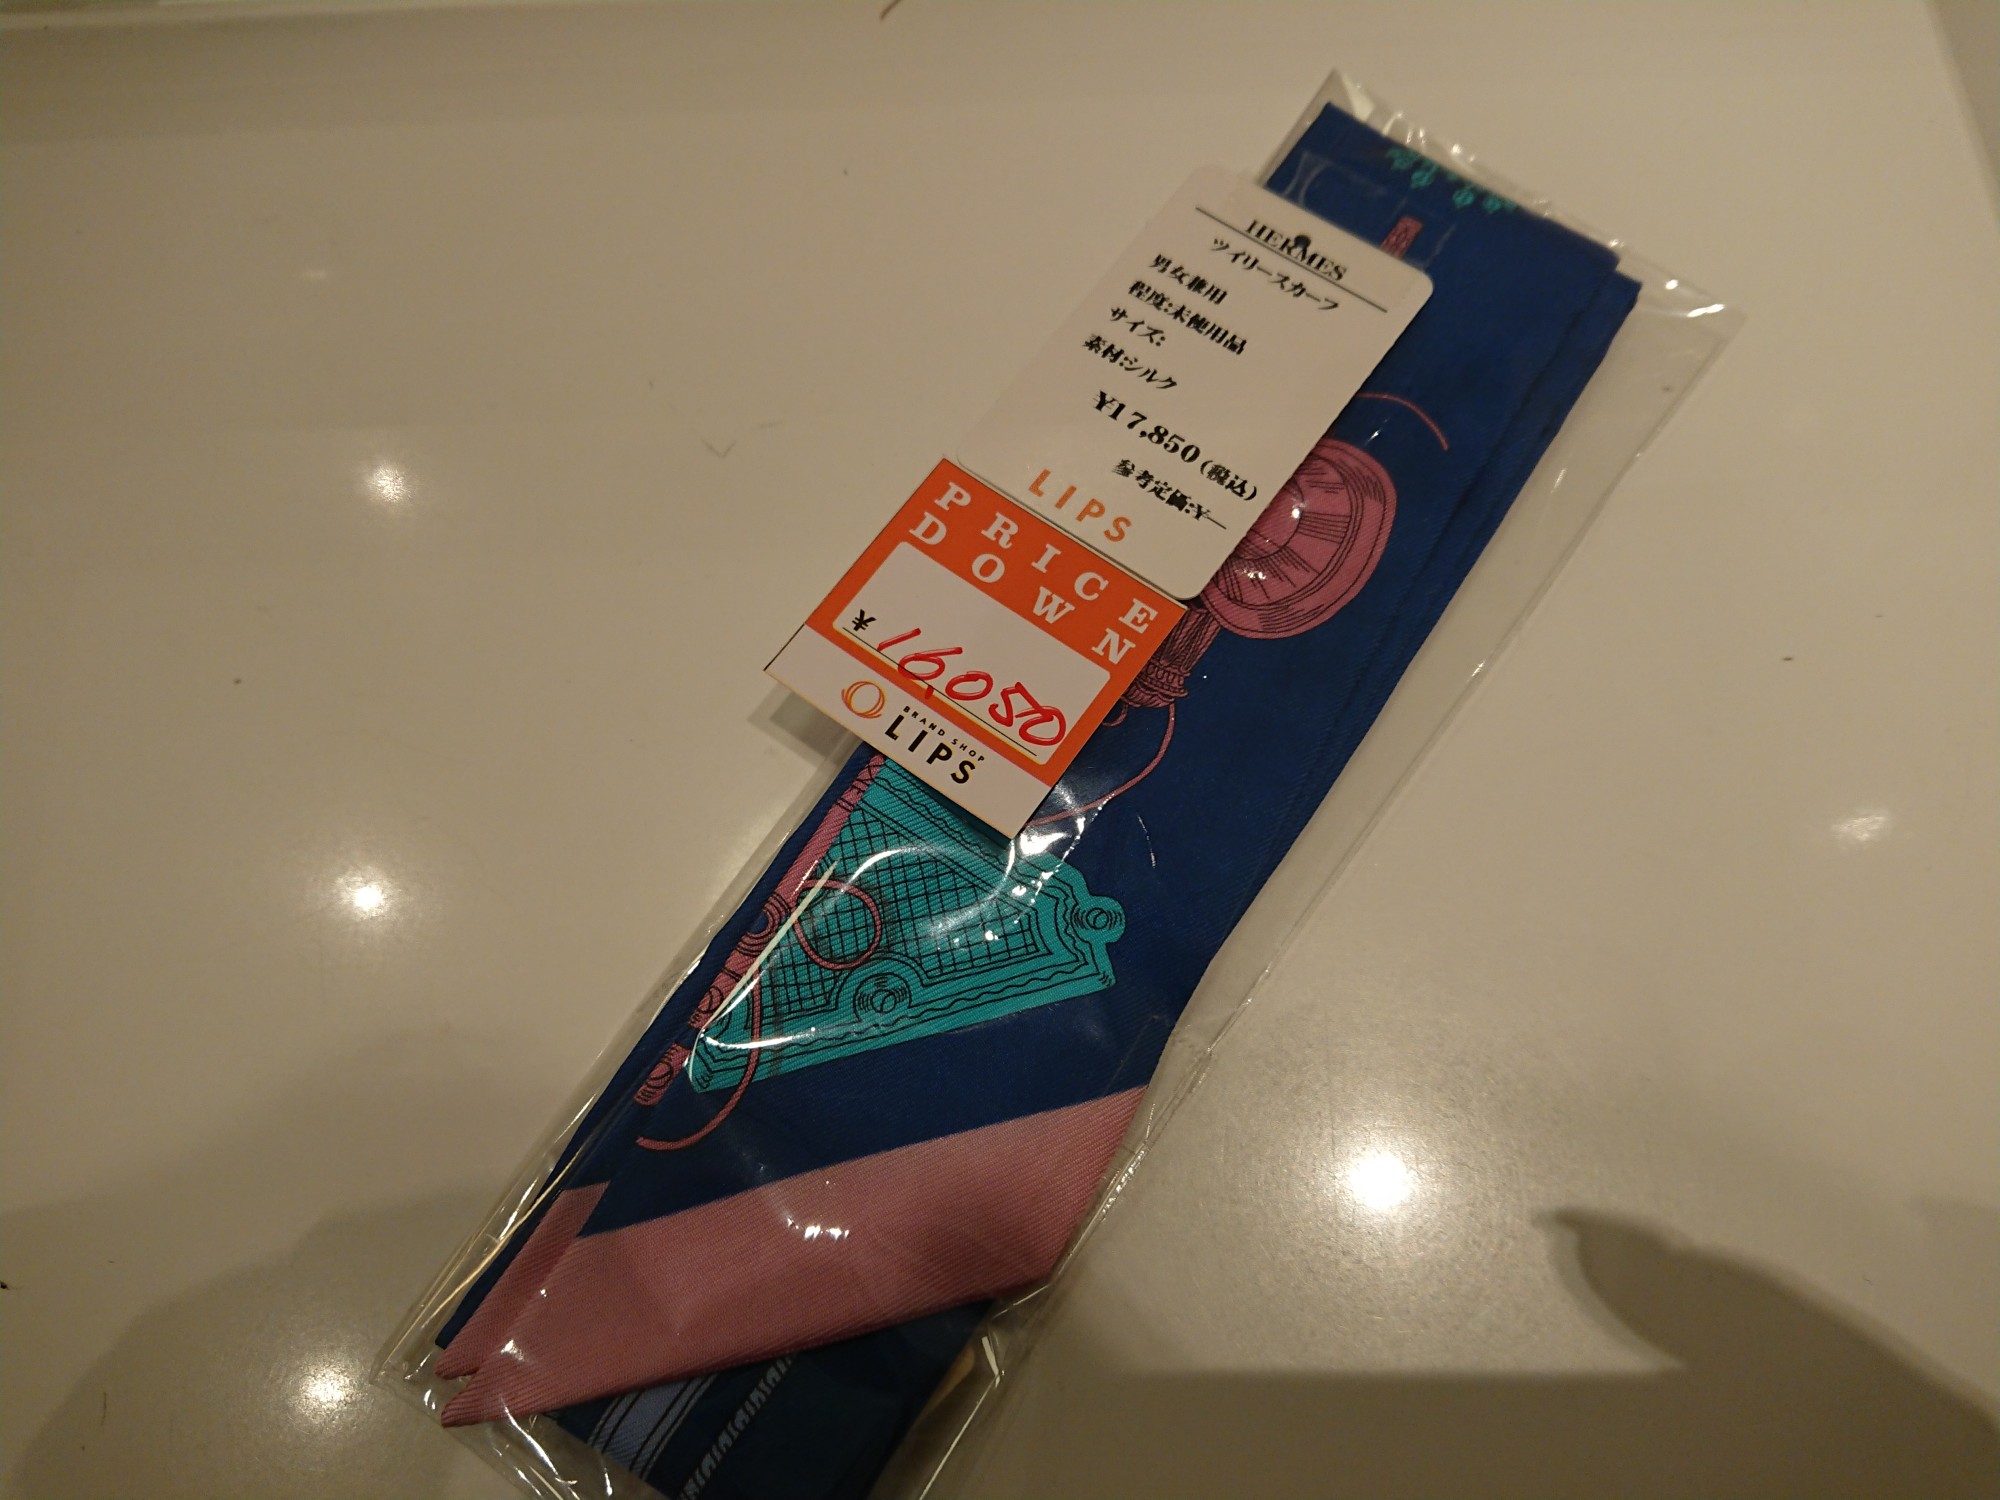 HERMES
ツイリースカーフ
男女兼用
程度:未使用品
サイズ:
素材:シルク
¥17,850(税込)
参考定価:¥―
LIPS
PRICE
DOWN
¥ 16,050
BRAND SHOP
LIPS